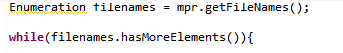 Enumeration filenames = mpr.getFileNames();
while(filenames.hasMoreElements()){